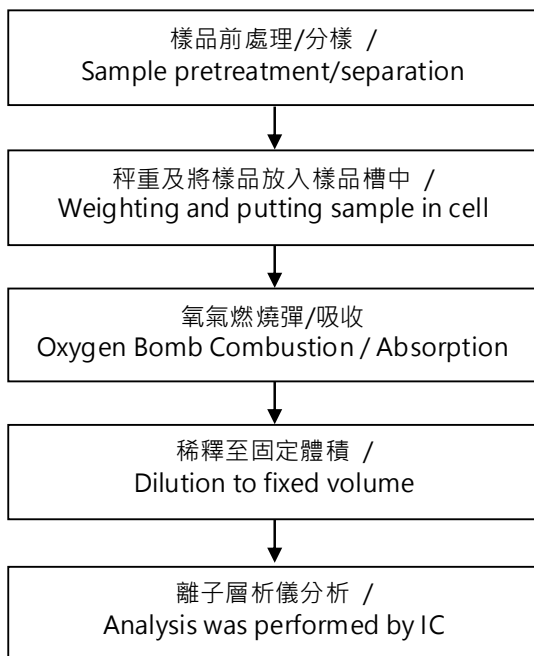 樣品前處理/分樣 /
Sample pretreatment/separation
秤重及將樣品放入樣品槽中 /
Weighting and putting sample in cell
氧氣燃燒彈/吸收
Oxygen Bomb Combustion / Absorption
稀釋至固定體積 /
Dilution to fixed volume
離子層析儀分析 /
Analysis was performed by IC